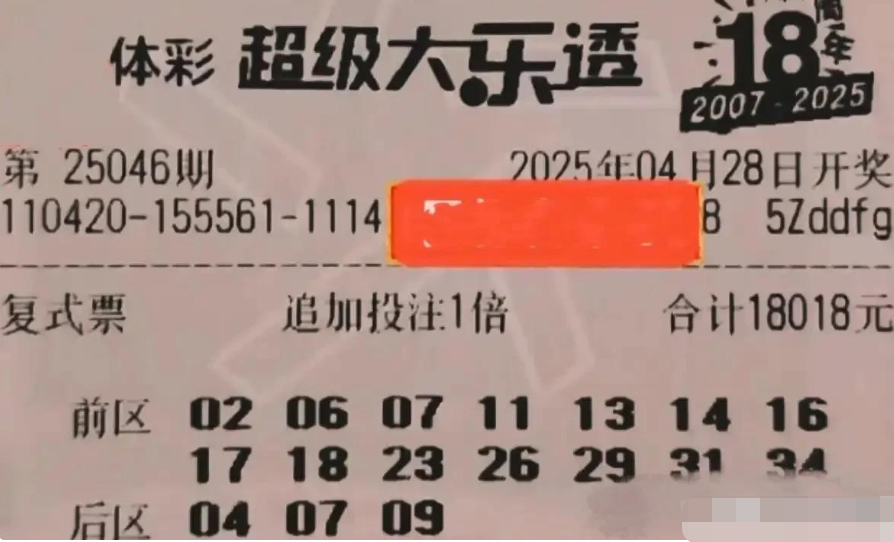 体彩 超级大乐透 18周年
2007-2025
第 25046期 2025年04月28日开奖
110420-155561-1114 8 5Zddfg
复式票 追加投注1倍 合计18018元
前区 02 06 07 11 13 14 16
17 18 23 26 29 31 34
后区 04 07 09